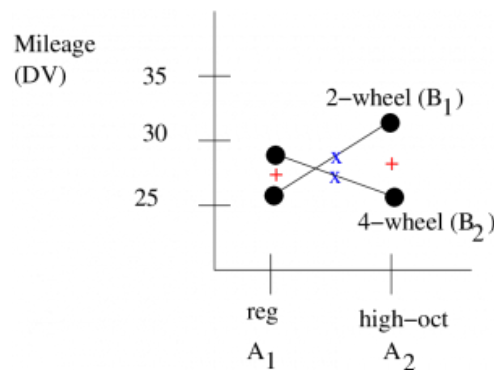 Mileage
(DV)
35
30
25
2-wheel (B1)
4-wheel (B2)
x
x
+
+
reg
high-oct
A1
A2